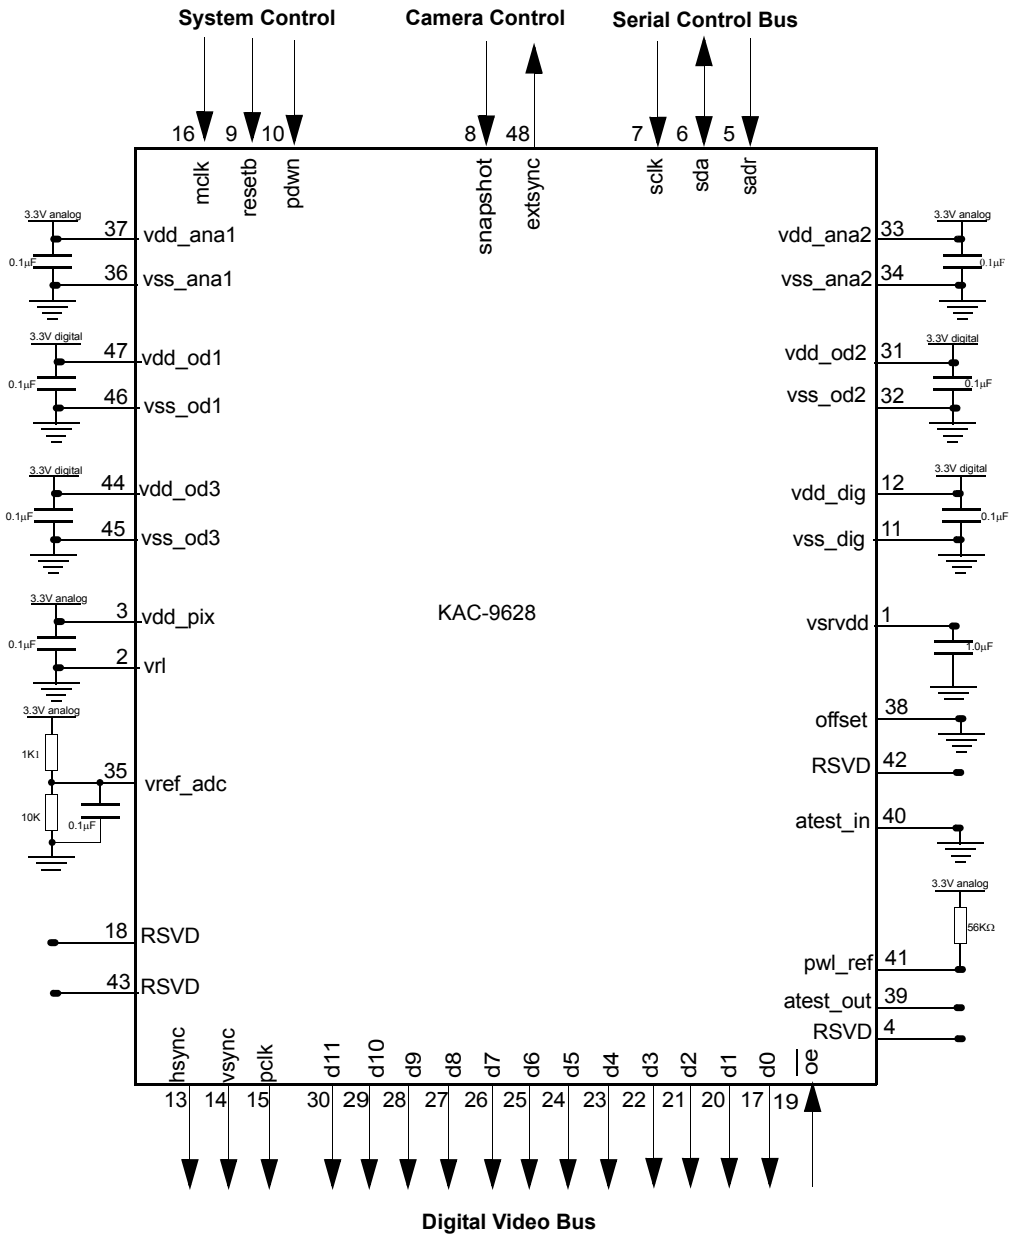 System Control
Camera Control
Serial Control Bus
16
9
10
8
48
7
6
5
mclk
resetb
pdwn
snapshot
extsync
sclk
sda
sadr
3.3V analog
37
vdd_ana1
0.1µF
36
vss_ana1
3.3V digital
47
vdd_od1
0.1µF
46
vss_od1
3.3V digital
44
vdd_od3
0.1µF
45
vss_od3
3.3V analog
3
vdd_pix
0.1µF
2
vrl
3.3V analog
1K1
35
vref_adc
10K
0.1µF
18
RSVD
43
RSVD
KAC-9628
3.3V analog
vdd_ana2
33
0.1µF
vss_ana2
34
3.3V digital
vdd_od2
31
0.1µF
vss_od2
32
3.3V digital
vdd_dig
12
0.1µF
vss_dig
11
vsrvdd
1
1.0µF
offset
38
RSVD
42
atest_in
40
3.3V analog
56KΩ
pwl_ref
41
atest_out
39
RSVD
4
hsync
vsync
pclk
d11
d10
d9
d8
d7
d6
d5
d4
d3
d2
d1
d0
oe
13
14
15
30
29
28
27
26
25
24
23
22
21
20
17
19
Digital Video Bus